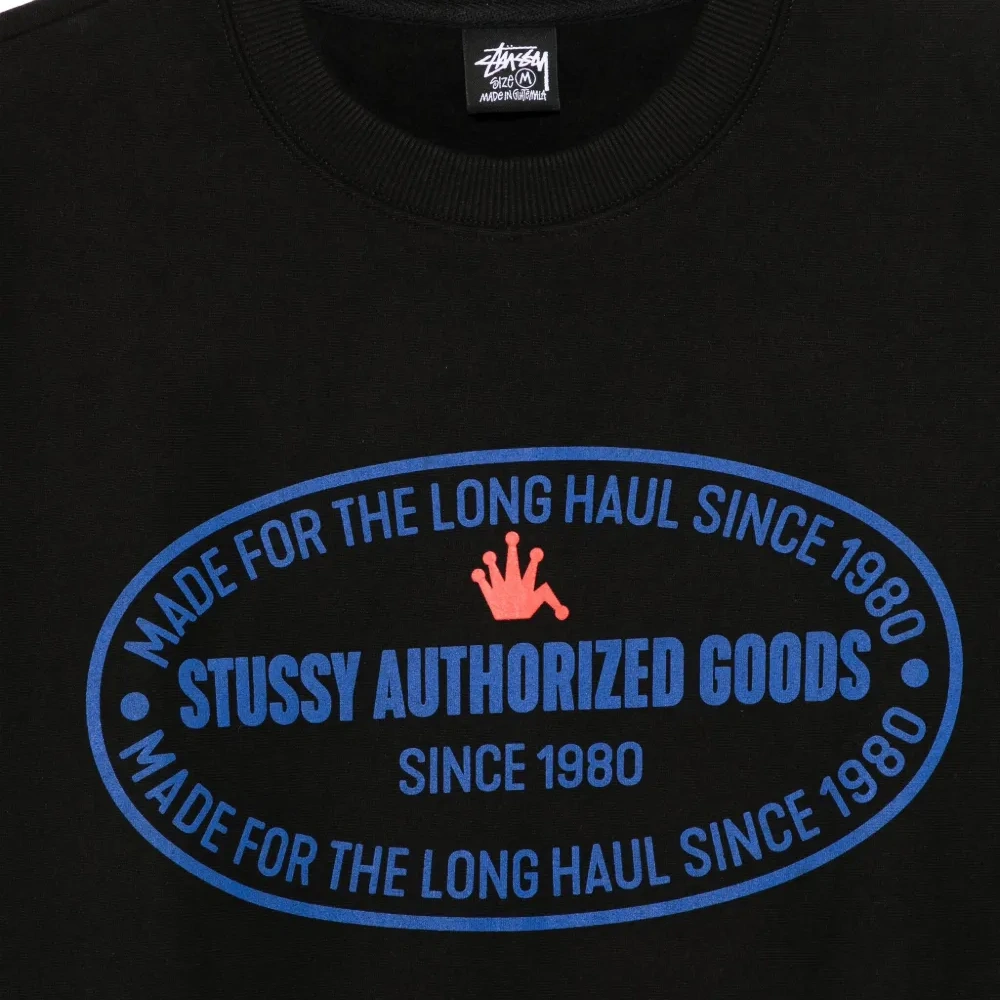 STÜSSY
SIZE M
MADE IN GUATEMALA
MADE FOR THE LONG HAUL SINCE 1980
STUSSY AUTHORIZED GOODS
SINCE 1980
MADE FOR THE LONG HAUL SINCE 1980